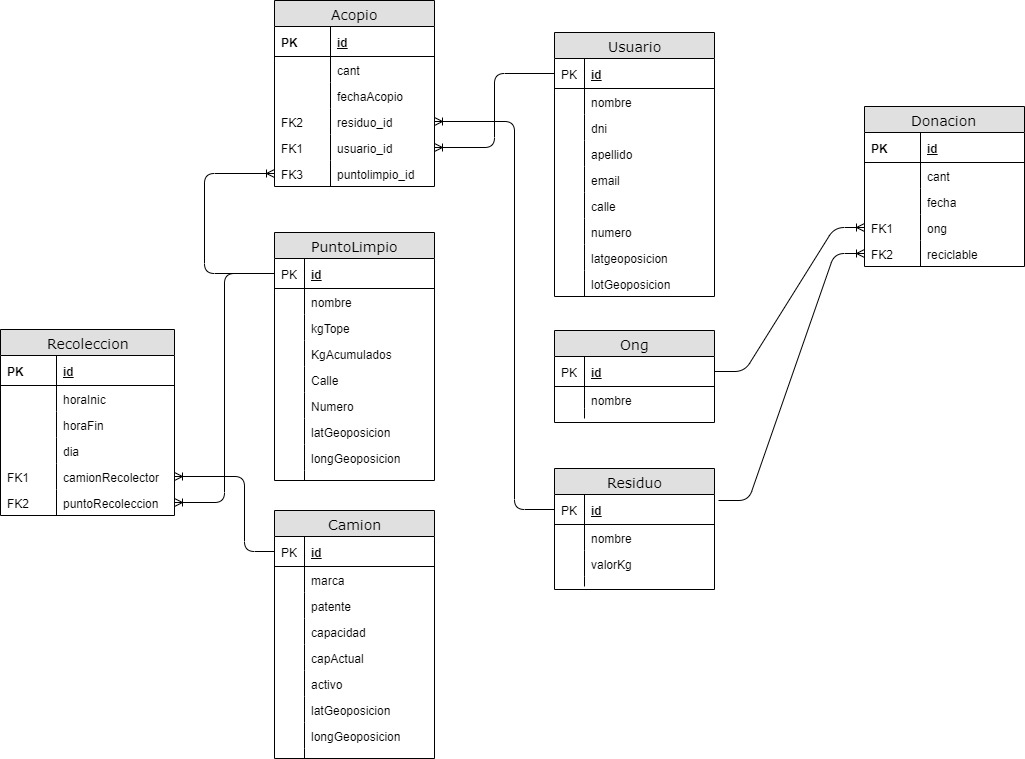 Acopio
PK id
cant
fechaAcopio
FK2 residuo_id
FK1 usuario_id
FK3 puntolimpio_id
Usuario
PK id
nombre
dni
apellido
email
calle
numero
latgeoposicion
lotGeoposicion
Donacion
PK id
cant
fecha
FK1 ong
FK2 reciclable
PuntoLimpio
PK id
nombre
kgTope
KgAcumulados
Calle
Numero
latGeoposicion
longGeoposicion
Recoleccion
PK id
horaInic
horaFin
dia
FK1 camionRecolector
FK2 puntoRecoleccion
Ong
PK id
nombre
Residuo
PK id
nombre
valorKg
Camion
PK id
marca
patente
capacidad
capActual
activo
latGeoposicion
longGeoposicion